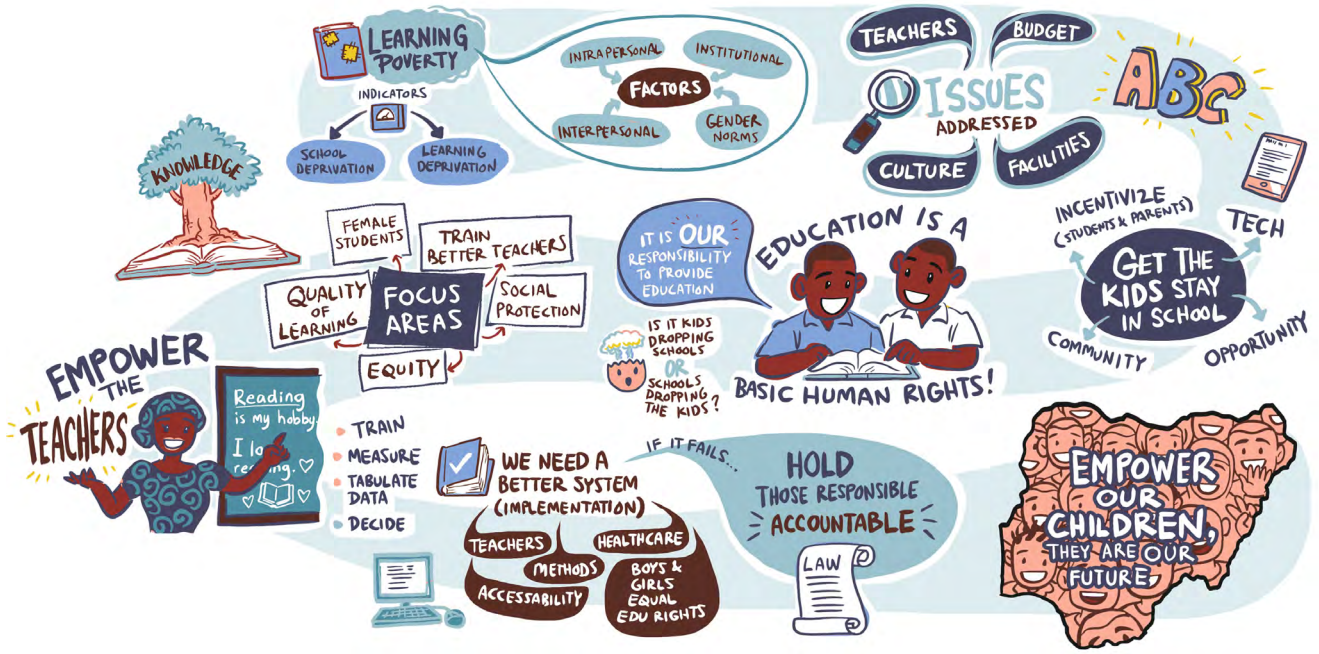 LEARNING
POVERTY
INDICATORS
SCHOOL
DEPRIVATION
LEARNING
DEPRIVATION
INTRAPERSONAL
INSTITUTIONAL
FACTORS
INTERPERSONAL
GENDER
NORMS
TEACHERS
BUDGET
ISSUES
ADDRESSED
CULTURE
FACILITIES
ABC
KNOWLEDGE
FEMALE
STUDENTS
TRAIN
BETTER TEACHERS
QUALITY
OF
LEARNING
FOCUS
AREAS
SOCIAL
PROTECTION
EQUITY
IT IS OUR
RESPONSIBILITY
TO PROVIDE
EDUCATION
EDUCATION IS A
BASIC HUMAN RIGHTS!
IS IT KIDS
DROPPING
SCHOOLS
OR
SCHOOLS
DROPPING
THE KIDS?
INCENTIVIZE
(STUDENTS & PARENTS)
TECH
GET THE
KIDS STAY
IN SCHOOL
COMMUNITY
OPPORTUNITY
EMPOWER
THE
TEACHERS
Reading
is my hobby.
I
TRAIN
MEASURE
TABULATE
DATA
DECIDE
WE NEED A
BETTER SYSTEM
(IMPLEMENTATION)
TEACHERS
HEALTHCARE
METHODS
ACCESSABILITY
BOYS &
GIRLS
EQUAL
EDU RIGHTS
IF IT FAILS...
HOLD
THOSE RESPONSIBLE
ACCOUNTABLE
LAW
EMPOWER
OUR
CHILDREN,
THEY ARE OUR
FUTURE,